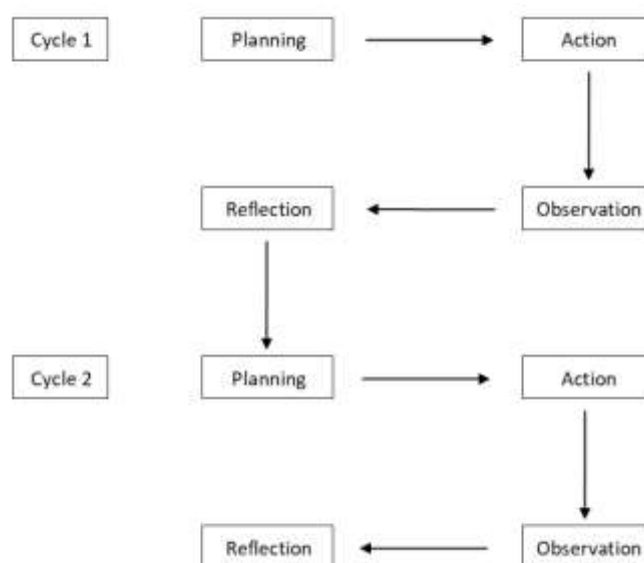 Cycle 1
Planning
Action
Reflection
Observation
Cycle 2
Planning
Action
Reflection
Observation